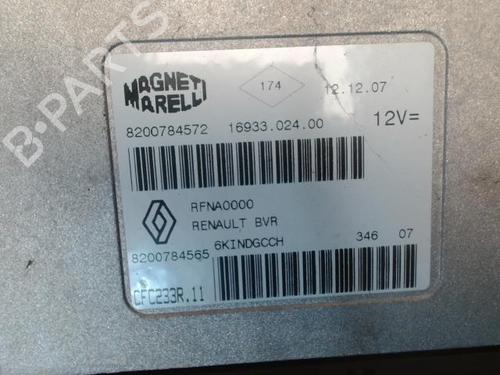 B-PARTS
MAGNETI
MARELLI
174
12.12.07
8200784572 16933.024.00 12V=
RFNA0000
RENAULT BVR
8200784565 6KINDGCCH 346 07
CFC233R.11